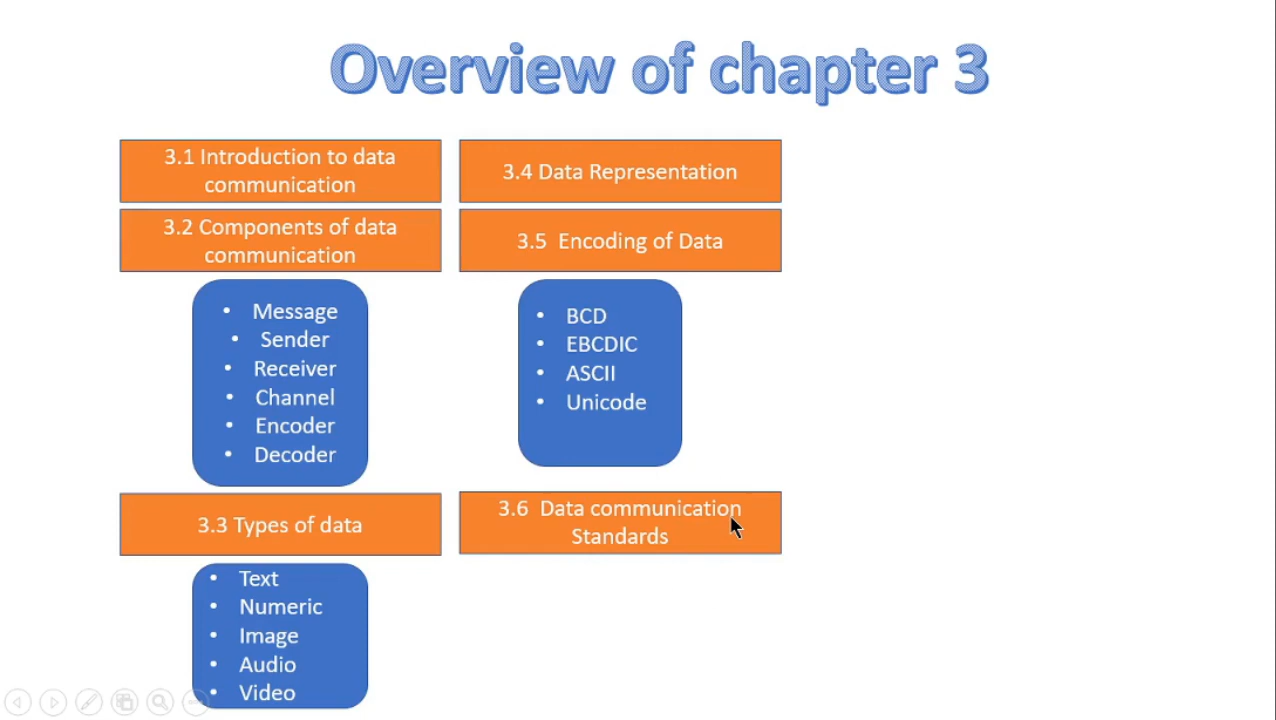 Overview of chapter 3
3.1 Introduction to data
communication
3.2 Components of data
communication
• Message
• Sender
• Receiver
• Channel
• Encoder
• Decoder
3.3 Types of data
• Text
• Numeric
• Image
• Audio
• Video
3.4 Data Representation
3.5 Encoding of Data
• BCD
• EBCDIC
• ASCII
• Unicode
3.6 Data communication
Standards